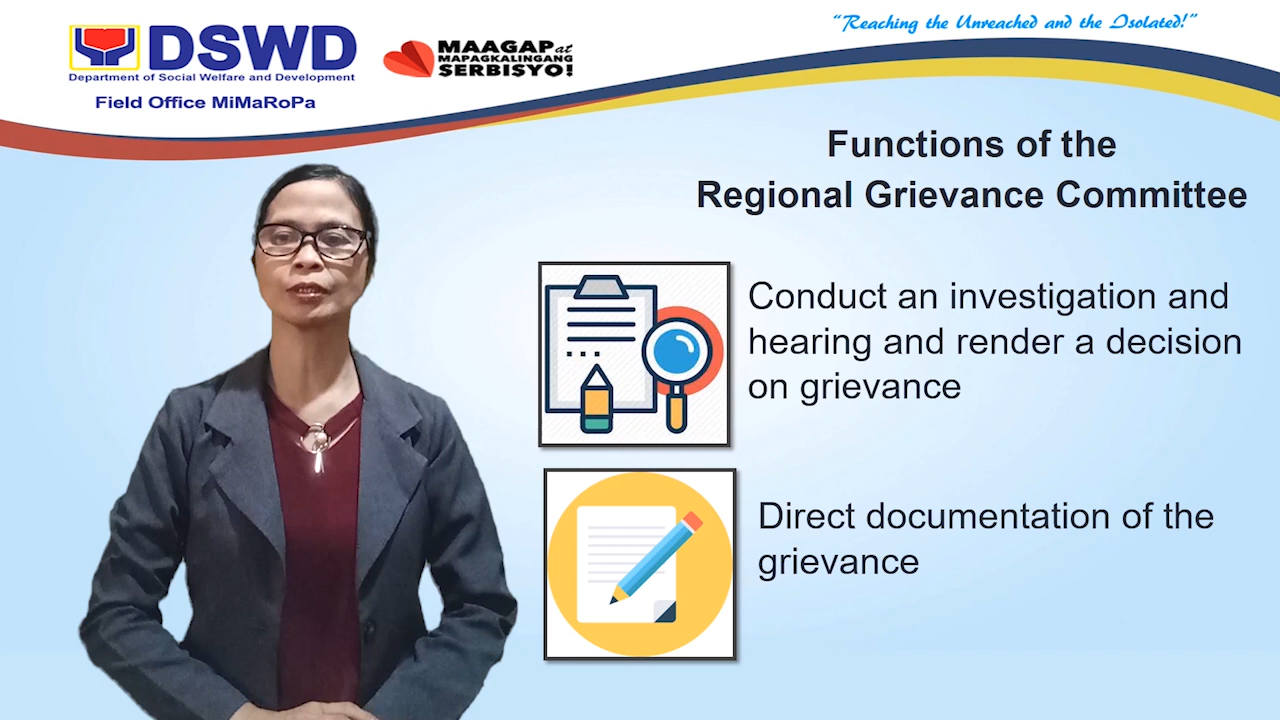 DSWD
Department of Social Welfare and Development
Field Office MiMaRoPa
MAAGAP at
MAPAGKALINGANG
SERBISYO!
“Reaching the Unreached and the Isolated!”
Functions of the
Regional Grievance Committee
Conduct an investigation and
hearing and render a decision
on grievance
Direct documentation of the
grievance